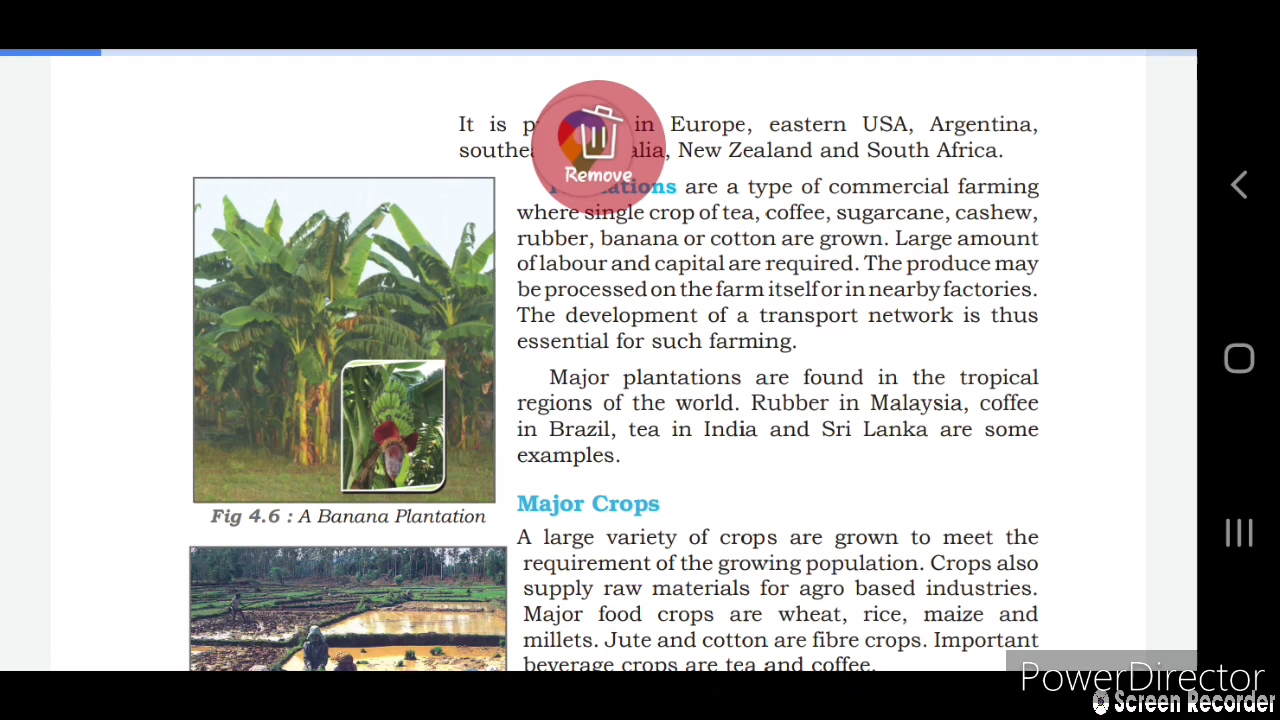 It is in Europe, eastern USA, Argentina,
New Zealand and South Africa.
Remove
are a type of commercial farming
where single crop of tea, coffee, sugarcane, cashew,
rubber, banana or cotton are grown. Large amount
of labour and capital are required. The produce may
be processed on the farm itself or in nearby factories.
The development of a transport network is thus
essential for such farming.
Major plantations are found in the tropical
regions of the world. Rubber in Malaysia, coffee
in Brazil, tea in India and Sri Lanka are some
examples.
Fig 4.6 : A Banana Plantation
Major Crops
A large variety of crops are grown to meet the
requirement of the growing population. Crops also
supply raw materials for agro based industries.
Major food crops are wheat, rice, maize and
millets. Jute and cotton are fibre crops. Important
beverage crops are tea and coffee.
PowerDirector
Screen Recorder